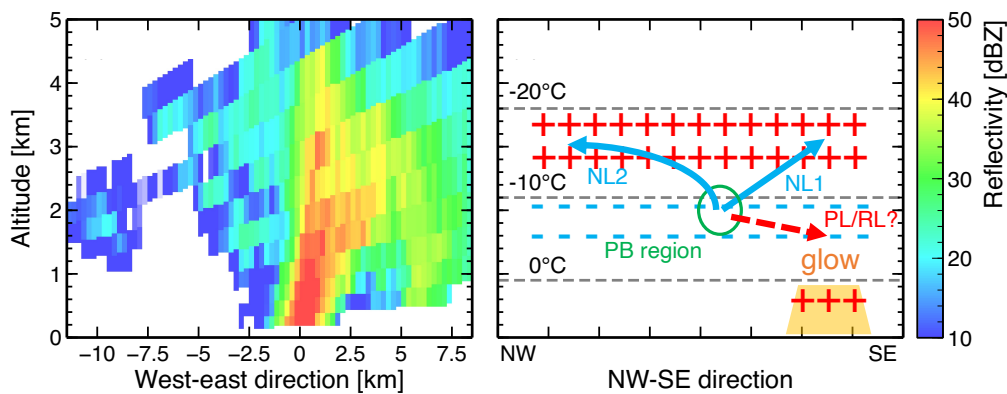 5
4
3
2
1
0
Altitude [km]
−10
−7.5
−5
−2.5
0
2.5
5
7.5
West-east direction [km]
-20°C
-10°C
0°C
NL2
NL1
PL/RL?
PB region
glow
NW
SE
NW-SE direction
50
40
30
20
10
Reflectivity [dBZ]